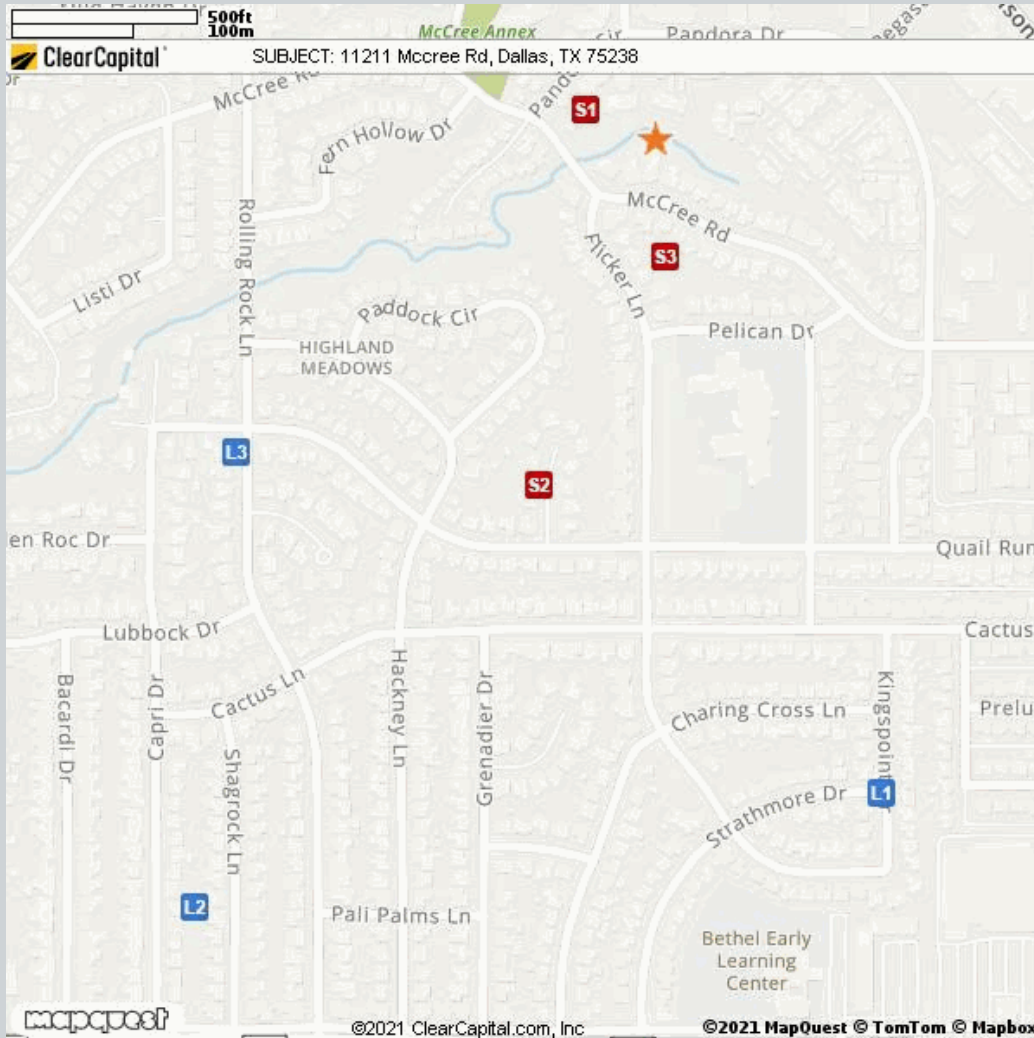 500ft
100m
McCree Annex
Pandora Dr
ClearCapital
SUBJECT: 11211 Mccree Rd, Dallas, TX 75238
McCree Rd
Fern Hollow Dr
S1
McCree Rd
Rolling Rock Ln
Flicker Ln
S3
Listi Dr
Paddock Cir
Pelican Dr
HIGHLAND
MEADOWS
L3
S2
en Roc Dr
Quail Run
Lubbock Dr
Cactus
Cactus Ln
Bacardi Dr
Capri Dr
Hackney Ln
Grenadier Dr
Kingspoint
Charing Cross Ln
Prelu
Shagrock Ln
Strathmore Dr
L1
L2
Pali Palms Ln
Bethel Early
Learning
Center
mapquest
©2021 ClearCapital.com, Inc
©2021 MapQuest © TomTom © Mapbox